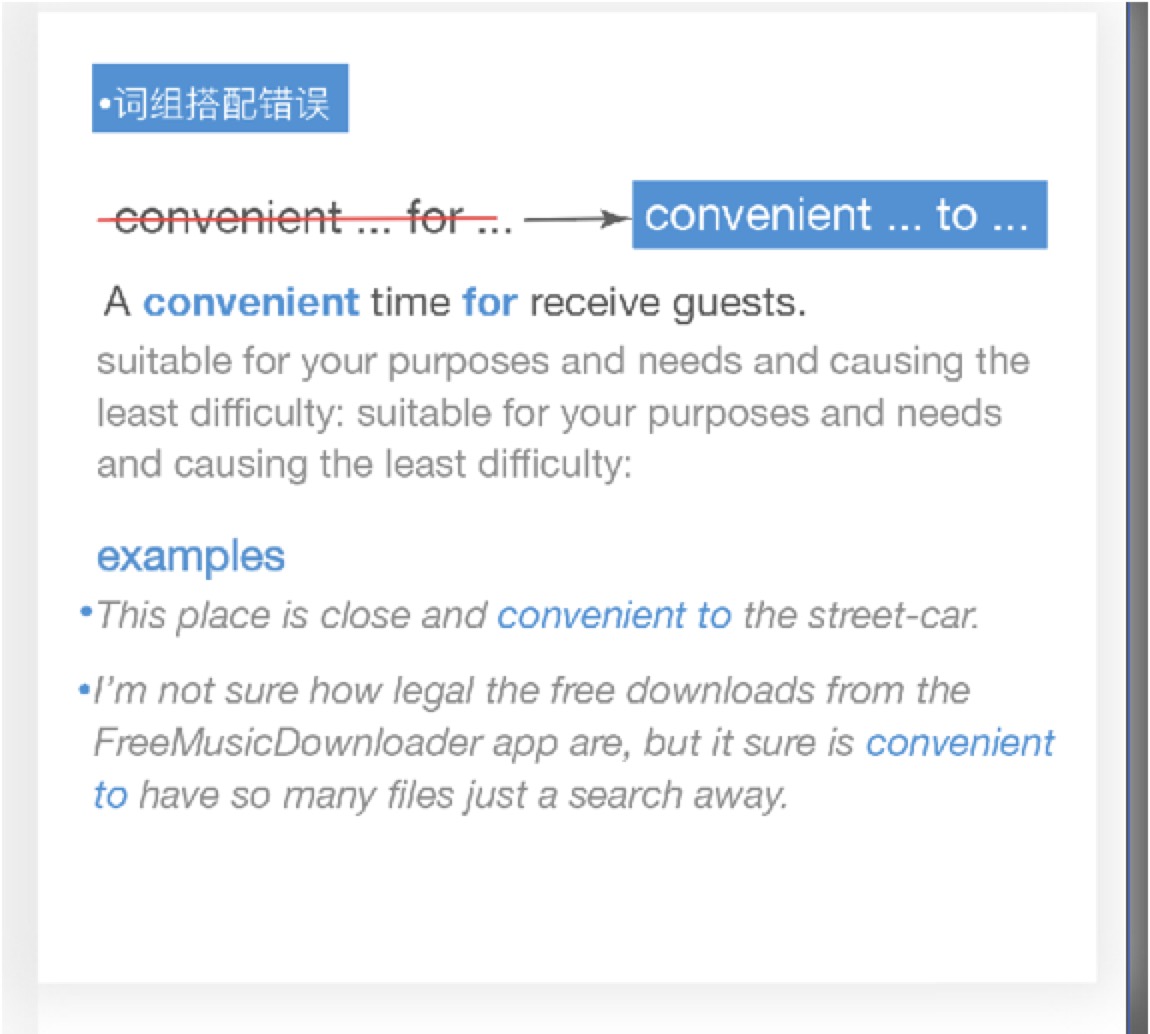 •词组搭配错误
convenient ... for ...
convenient ... to ...
A convenient time for receive guests.
suitable for your purposes and needs and causing the
least difficulty: suitable for your purposes and needs
and causing the least difficulty:
examples
•This place is close and convenient to the street-car.
•I'm not sure how legal the free downloads from the
FreeMusicDownloader app are, but it sure is convenient
to have so many files just a search away.